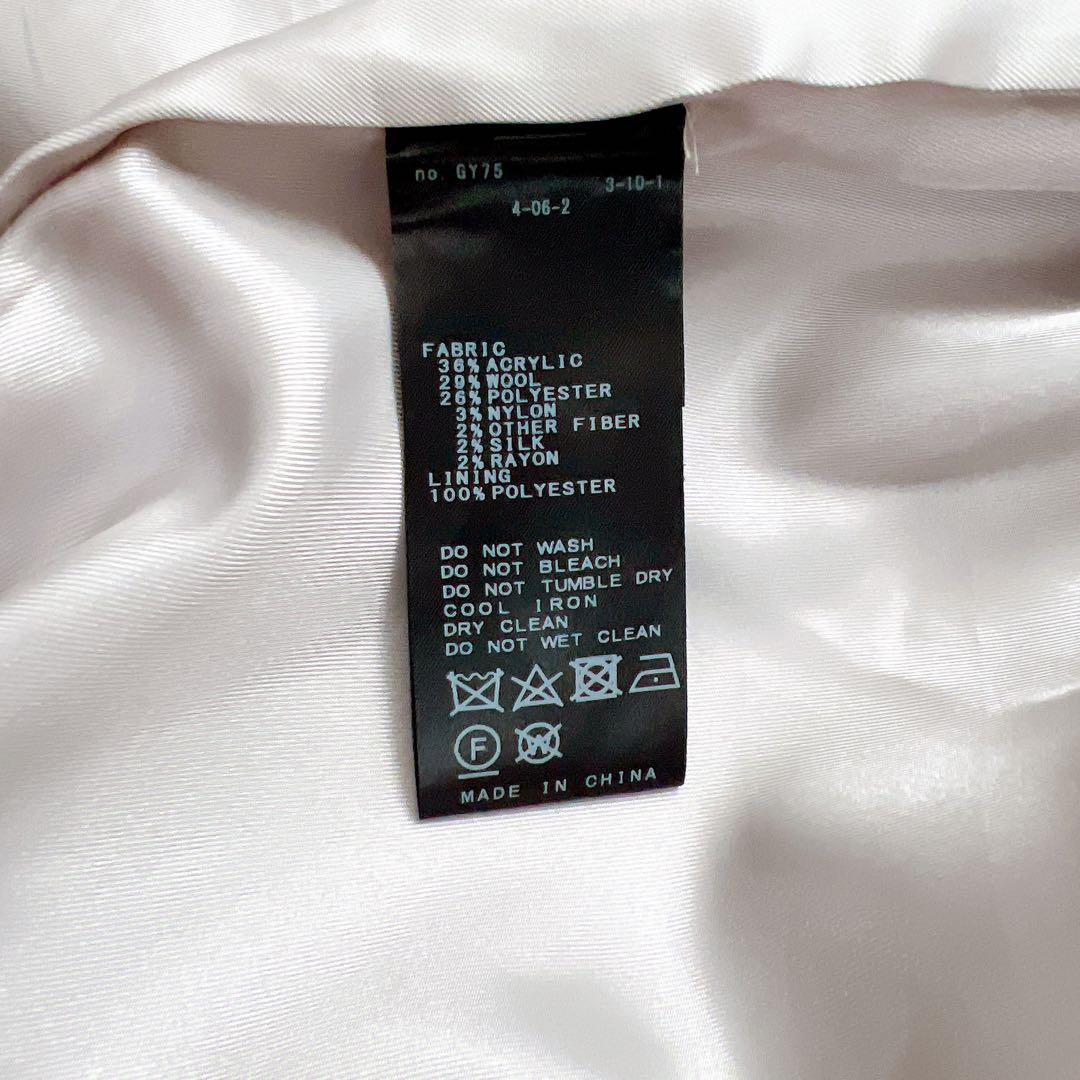 no. GY75
3-10-1
4-06-2
FABRIC
36% ACRYLIC
29% WOOL
26% POLYESTER
3% NYLON
2% OTHER FIBER
2% SILK
2% RAYON
LINING
100% POLYESTER
DO NOT WASH
DO NOT BLEACH
DO NOT TUMBLE DRY
COOL IRON
DRY CLEAN
DO NOT WET CLEAN
F W
MADE IN CHINA